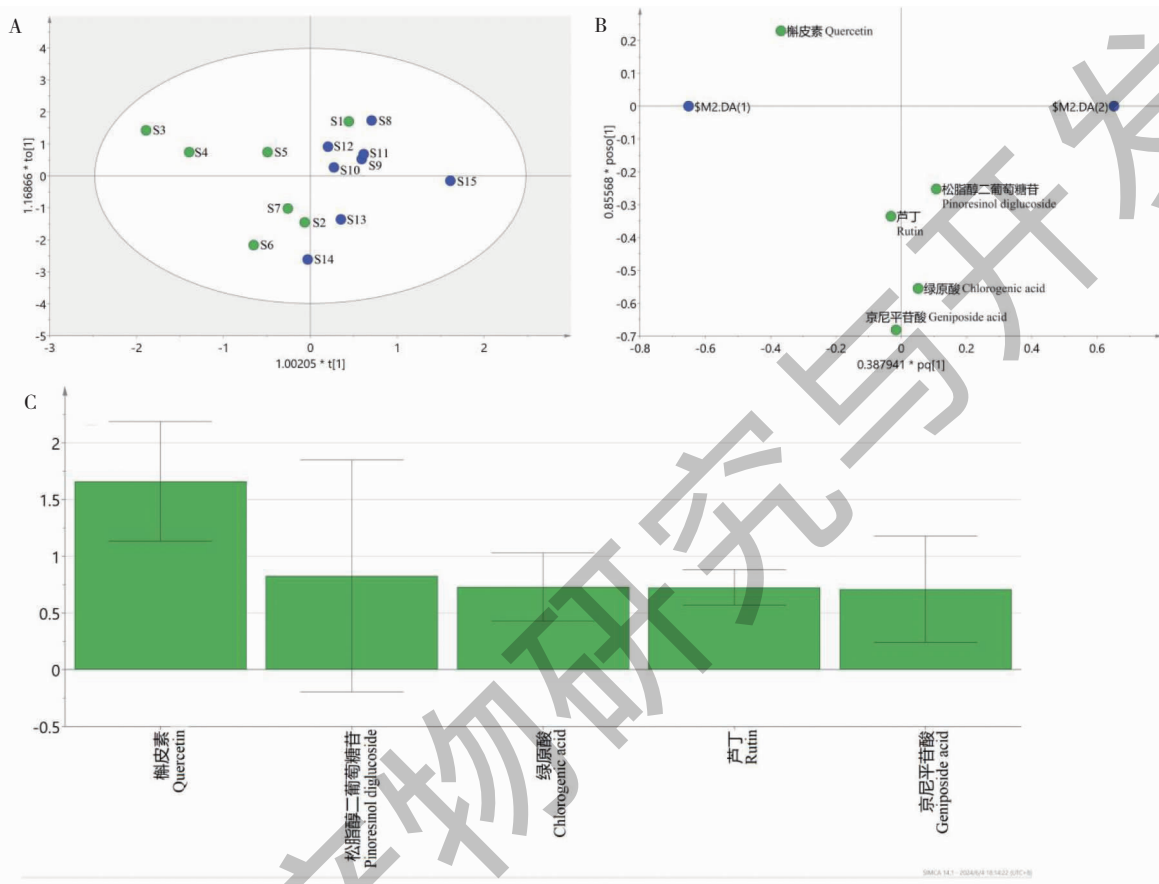 A
4
3
2
1
0
-1
-2
-3
-4
-5
-3
-2
-1
0
1
2
1.16866 * to[1]
1.00205 * t[1]
S1
S8
S3
S12
S11
S4
S5
S9
S10
S15
S7
S2
S13
S6
S14
B
0.2
0.1
0
-0.1
-0.2
-0.3
-0.4
-0.5
-0.6
-0.7
-0.8
-0.6
-0.4
-0.2
0
0.2
0.4
0.6
0.85568 * poso[1]
0.387941 * pq[1]
槲皮素 Quercetin
$M2.DA(1)
$M2.DA(2)
松脂醇二葡萄糖苷
Pinoresinol diglucoside
芦丁
Rutin
绿原酸 Chlorogenic acid
京尼平苷酸 Geniposide acid
C
2
1.5
1
0.5
0
-0.5
槲皮素
Quercetin
松脂醇二葡萄糖苷
Pinoresinol diglucoside
绿原酸
Chlorogenic acid
芦丁
Rutin
京尼平苷酸
Geniposide acid
产物研究与开发